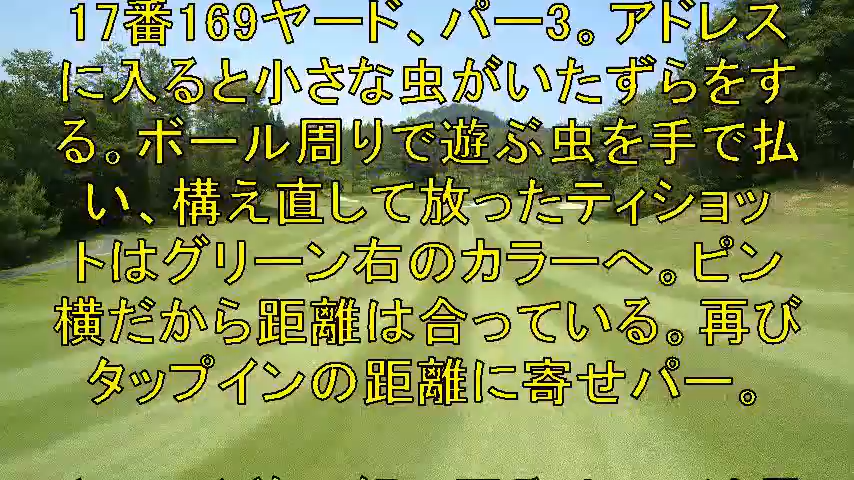 17番169ヤード、パー3。アドレス
に入ると小さな虫がいたずらをす
る。ボール周りで遊ぶ虫を手で払
い、構え直して放ったティショッ
トはグリーン右のカラーへ。ピン
横だから距離は合っている。再び
タップインの距離に寄せパー。